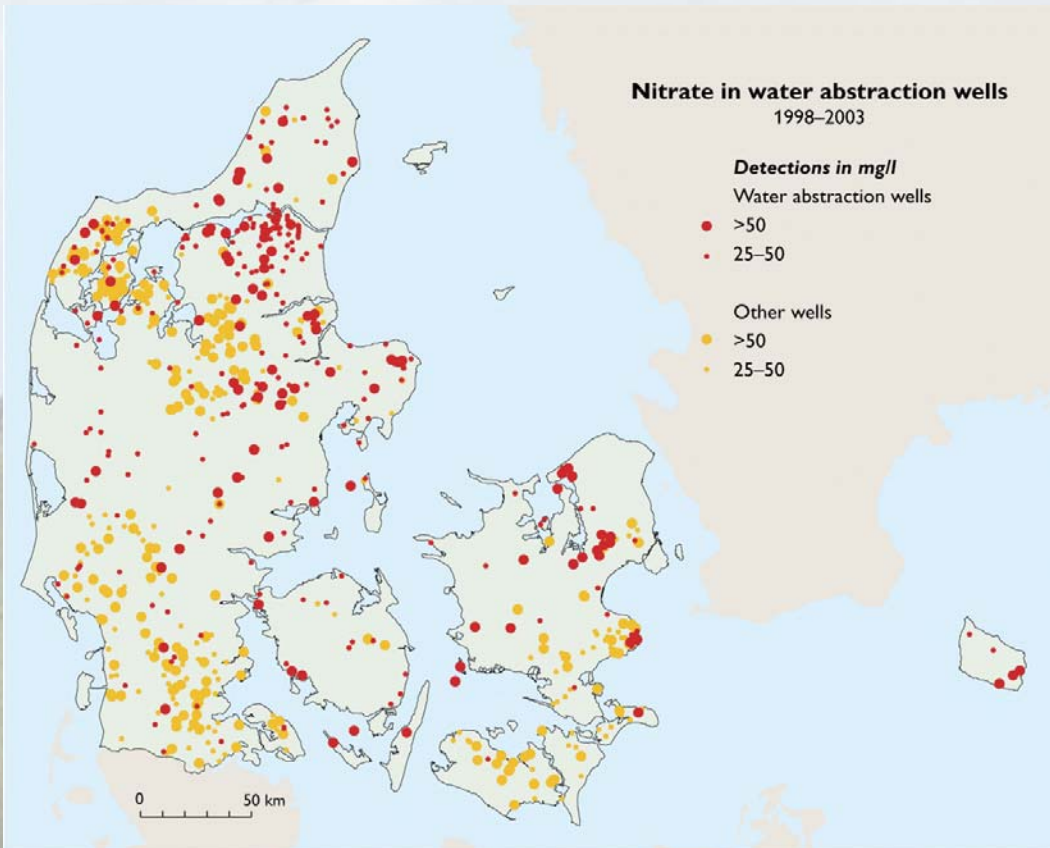 Nitrate in water abstraction wells
1998–2003
Detections in mg/l
Water abstraction wells
>50
25–50
Other wells
>50
25–50
0 50 km